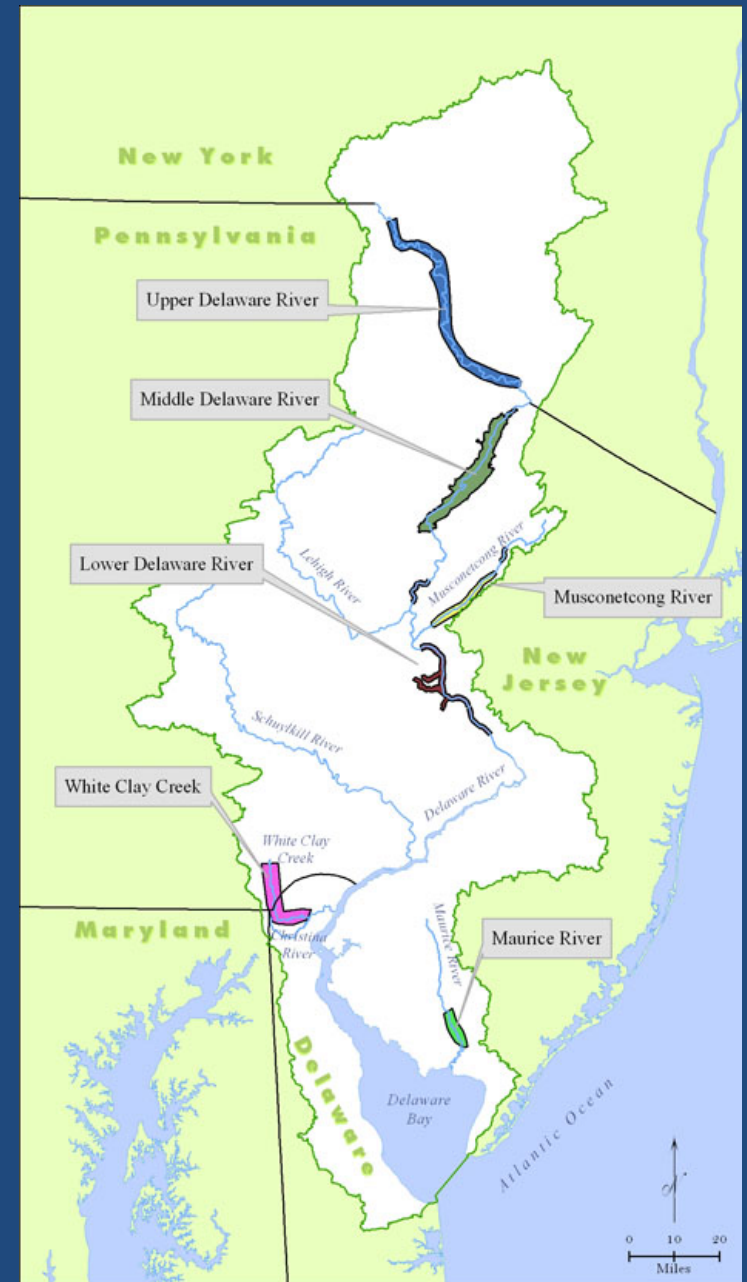 New York
Pennsylvania
Upper Delaware River
Middle Delaware River
Lower Delaware River
Lehigh River
Musconetcong River
Musconetcong River
New
Jersey
Schuylkill River
Delaware River
White Clay Creek
White Clay
Creek
Maryland
Christina
River
Maurice River
Maurice River
Delaware
Delaware
Bay
Atlantic Ocean
N
0 10 20
Miles